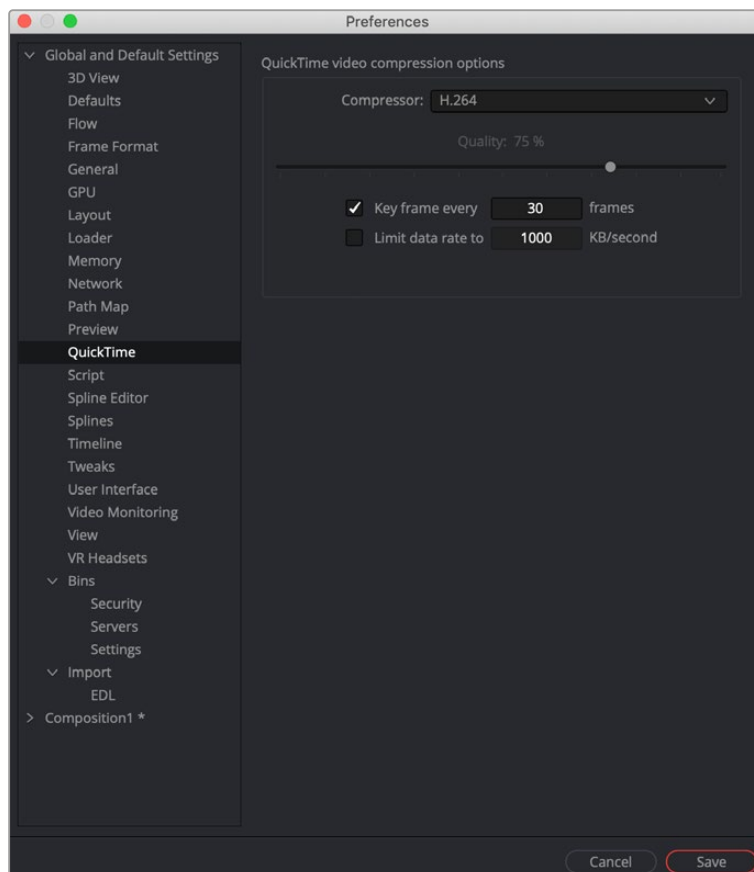 Preferences
Global and Default Settings
3D View
Defaults
Flow
Frame Format
General
GPU
Layout
Loader
Memory
Network
Path Map
Preview
QuickTime
Script
Spline Editor
Splines
Timeline
Tweaks
User Interface
Video Monitoring
View
VR Headsets
Bins
Security
Servers
Settings
Import
EDL
Composition1 *
QuickTime video compression options
Compressor: H.264
Quality: 75 %
Key frame every 30 frames
Limit data rate to 1000 KB/second
Cancel Save